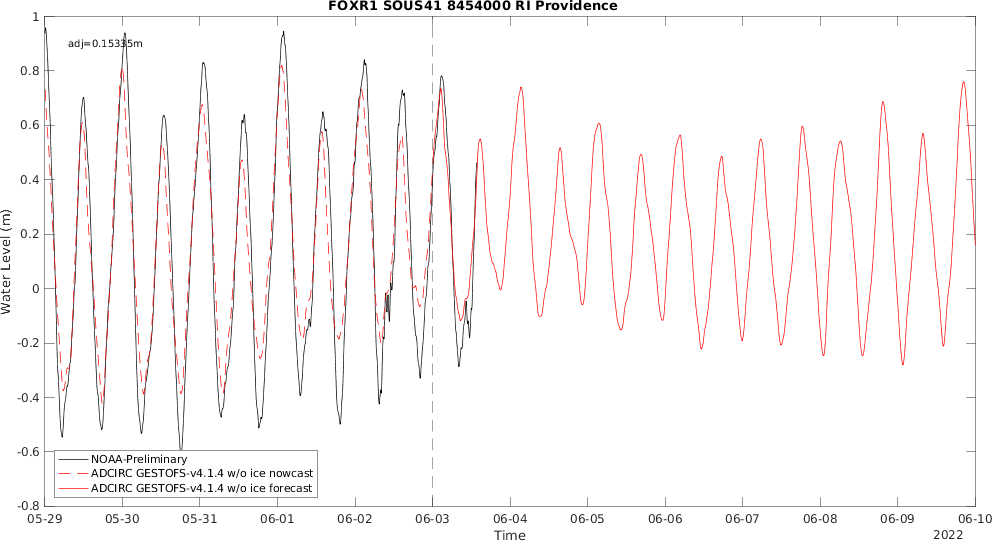 FOXR1 SOUS41 8454000 RI Providence
adj=0.15335m
1
0.8
0.6
0.4
0.2
0
-0.2
-0.4
-0.6
-0.8
Water Level (m)
NOAA-Preliminary
ADCIRC GESTOFS-v4.1.4 w/o ice nowcast
ADCIRC GESTOFS-v4.1.4 w/o ice forecast
05-29 05-30 05-31 06-01 06-02 06-03 06-04 06-05 06-06 06-07 06-08 06-09 06-10
Time
2022